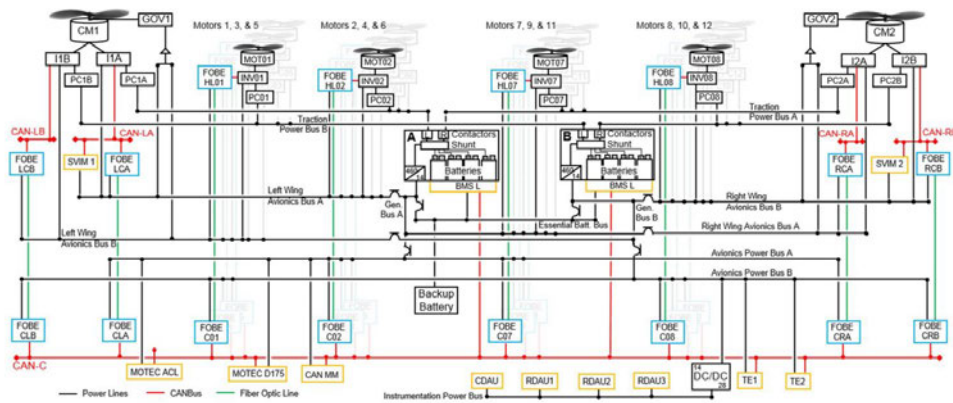 Motors 1, 3, & 5
Motors 2, 4, & 6
Motors 7, 9, & 11
Motors 8, 10, & 12
CM1
GOV1
GOV2
CM2
I1B
I1A
PC1B
PC1A
FOBE
HL01
MOT01
INV01
PC01
FOBE
HL02
MOT02
INV02
PC02
FOBE
HL07
MOT07
INV07
PC07
FOBE
HL08
MOT08
INV08
PC08
I2A
I2B
PC2A
PC2B
Traction
Power Bus B
Traction
Power Bus A
CAN-LB
CAN-LA
CAN-RA
FOBE
LCB
SVIM 1
FOBE
LCA
A
Contactors
Shunt
Batteries
BMS L
B
Contactors
Shunt
Batteries
BMS L
FOBE
RCA
SVIM 2
FOBE
RCB
Left Wing
Avionics Bus A
Gen.
Bus A
Essential Batt. Bus
Gen.
Bus B
Right Wing
Avionics Bus B
Left Wing
Avionics Bus B
Right Wing Avionics Bus A
Avionics Power Bus A
Avionics Power Bus B
Backup
Battery
FOBE
CLB
FOBE
CLA
FOBE
C01
FOBE
C02
FOBE
C07
FOBE
C08
FOBE
CRA
FOBE
CRB
CAN-C
MOTEC ACL
MOTEC D175
CAN MM
CDAU
RDAU1
RDAU2
RDAU3
14
DC/DC
28
TE1
TE2
Instrumentation Power Bus
Power Lines
CANBus
Fiber Optic Line